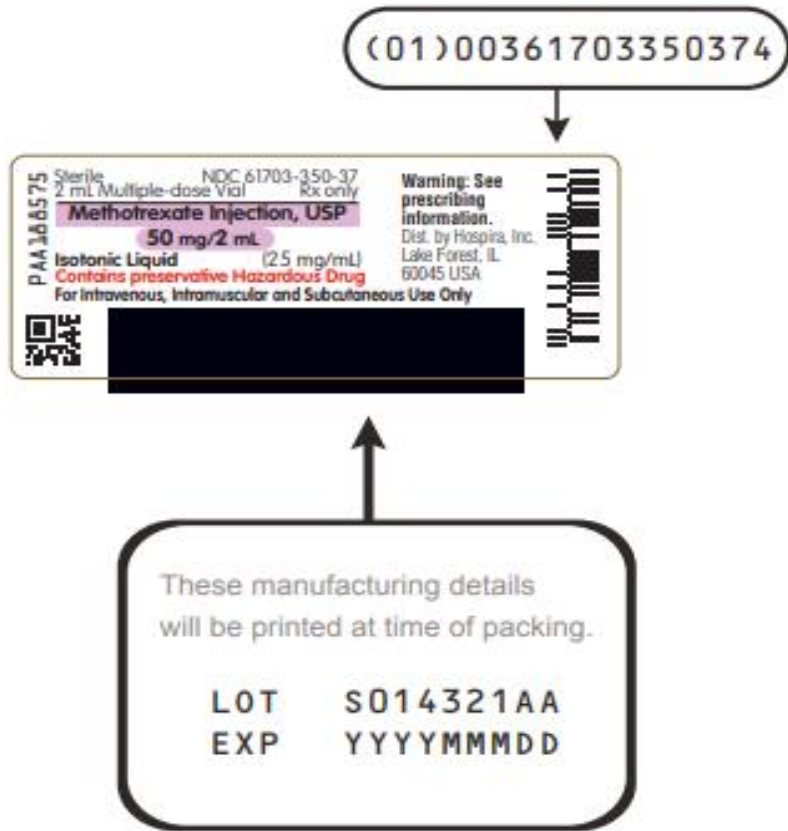 (01)00361703350374
PAA188575
Sterile NDC 61703-350-37
2 mL Multiple-dose Vial Rx only
Methotrexate Injection, USP
50 mg/2 mL
Isotonic Liquid (25 mg/mL)
Contains preservative Hazardous Drug
For Intravenous, Intramuscular and Subcutaneous Use Only
Warning: See
prescribing
information.
Dist. by Hospira, Inc.
Lake Forest, IL
60045 USA
These manufacturing details
will be printed at time of packing.
LOT S014321AA
EXP YYYYMMMDD